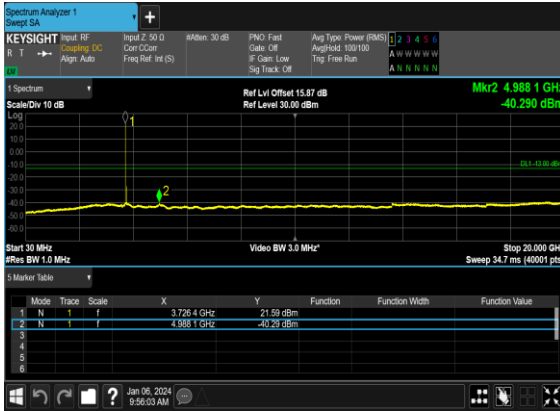 Spectrum Analyzer 1
Swept SA
+
KEYSIGHT Input: RF Input Z: 50 Ω #Atten: 30 dB PNO: Fast Avg Type: Power (RMS) 1 2 3 4 5 6
R T Coupling: DC Corr CCorr Gate: Off Avg|Hold: 100/100 A W W W W W
Align: Auto Freq Ref: Int (S) IF Gain: Low Trig: Free Run
Sig Track: Off A N N N N N
1 Spectrum Ref Lvl Offset 15.87 dB Mkr2 4.988 1 GHz
Scale/Div 10 dB Ref Level 30.00 dBm -40.290 dBm
Log
20.0
10.0
0.00
-10.0
-20.0
-30.0
-40.0
-50.0
-60.0
1
2
DL1 -13.00 dBm
Start 30 MHz Video BW 3.0 MHz* Stop 20.000 GH
#Res BW 1.0 MHz Sweep 34.7 ms (40001 pts
5 Marker Table
Mode Trace Scale X Y Function Function Width Function Value
1 N 1 f 3.726 4 GHz 21.59 dBm
2 N 1 f 4.988 1 GHz -40.29 dBm
3
4
5
6
? Jan 06, 2024
9:56:03 AM